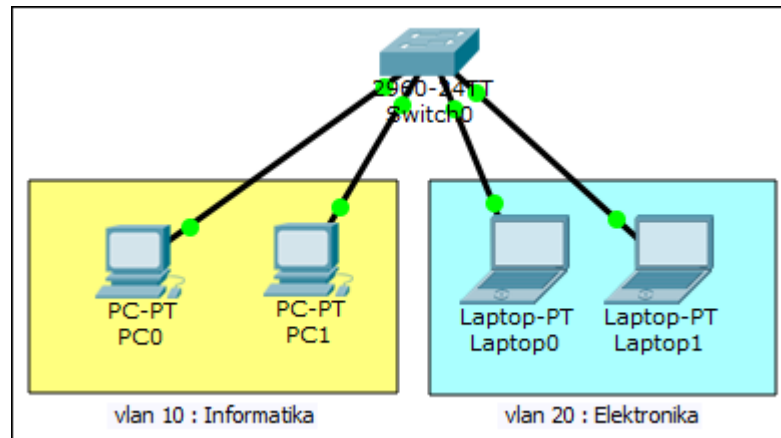 2960-24TT
Switch0
PC-PT
PC0
PC-PT
PC1
Laptop-PT
Laptop0
Laptop-PT
Laptop1
vlan 10 : Informatika
vlan 20 : Elektronika